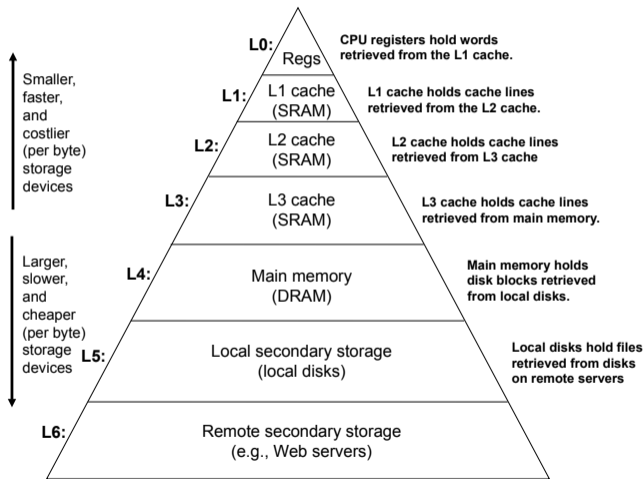 L0:
Regs
CPU registers hold words
retrieved from the L1 cache.
L1:
L1 cache
(SRAM)
L1 cache holds cache lines
retrieved from the L2 cache.
L2:
L2 cache
(SRAM)
L2 cache holds cache lines
retrieved from L3 cache
L3:
L3 cache
(SRAM)
L3 cache holds cache lines
retrieved from main memory.
L4:
Main memory
(DRAM)
Main memory holds
disk blocks retrieved
from local disks.
L5:
Local secondary storage
(local disks)
Local disks hold files
retrieved from disks
on remote servers
L6:
Remote secondary storage
(e.g., Web servers)
Smaller,
faster,
and
costlier
(per byte)
storage
devices
Larger,
slower,
and
cheaper
(per byte)
storage
devices